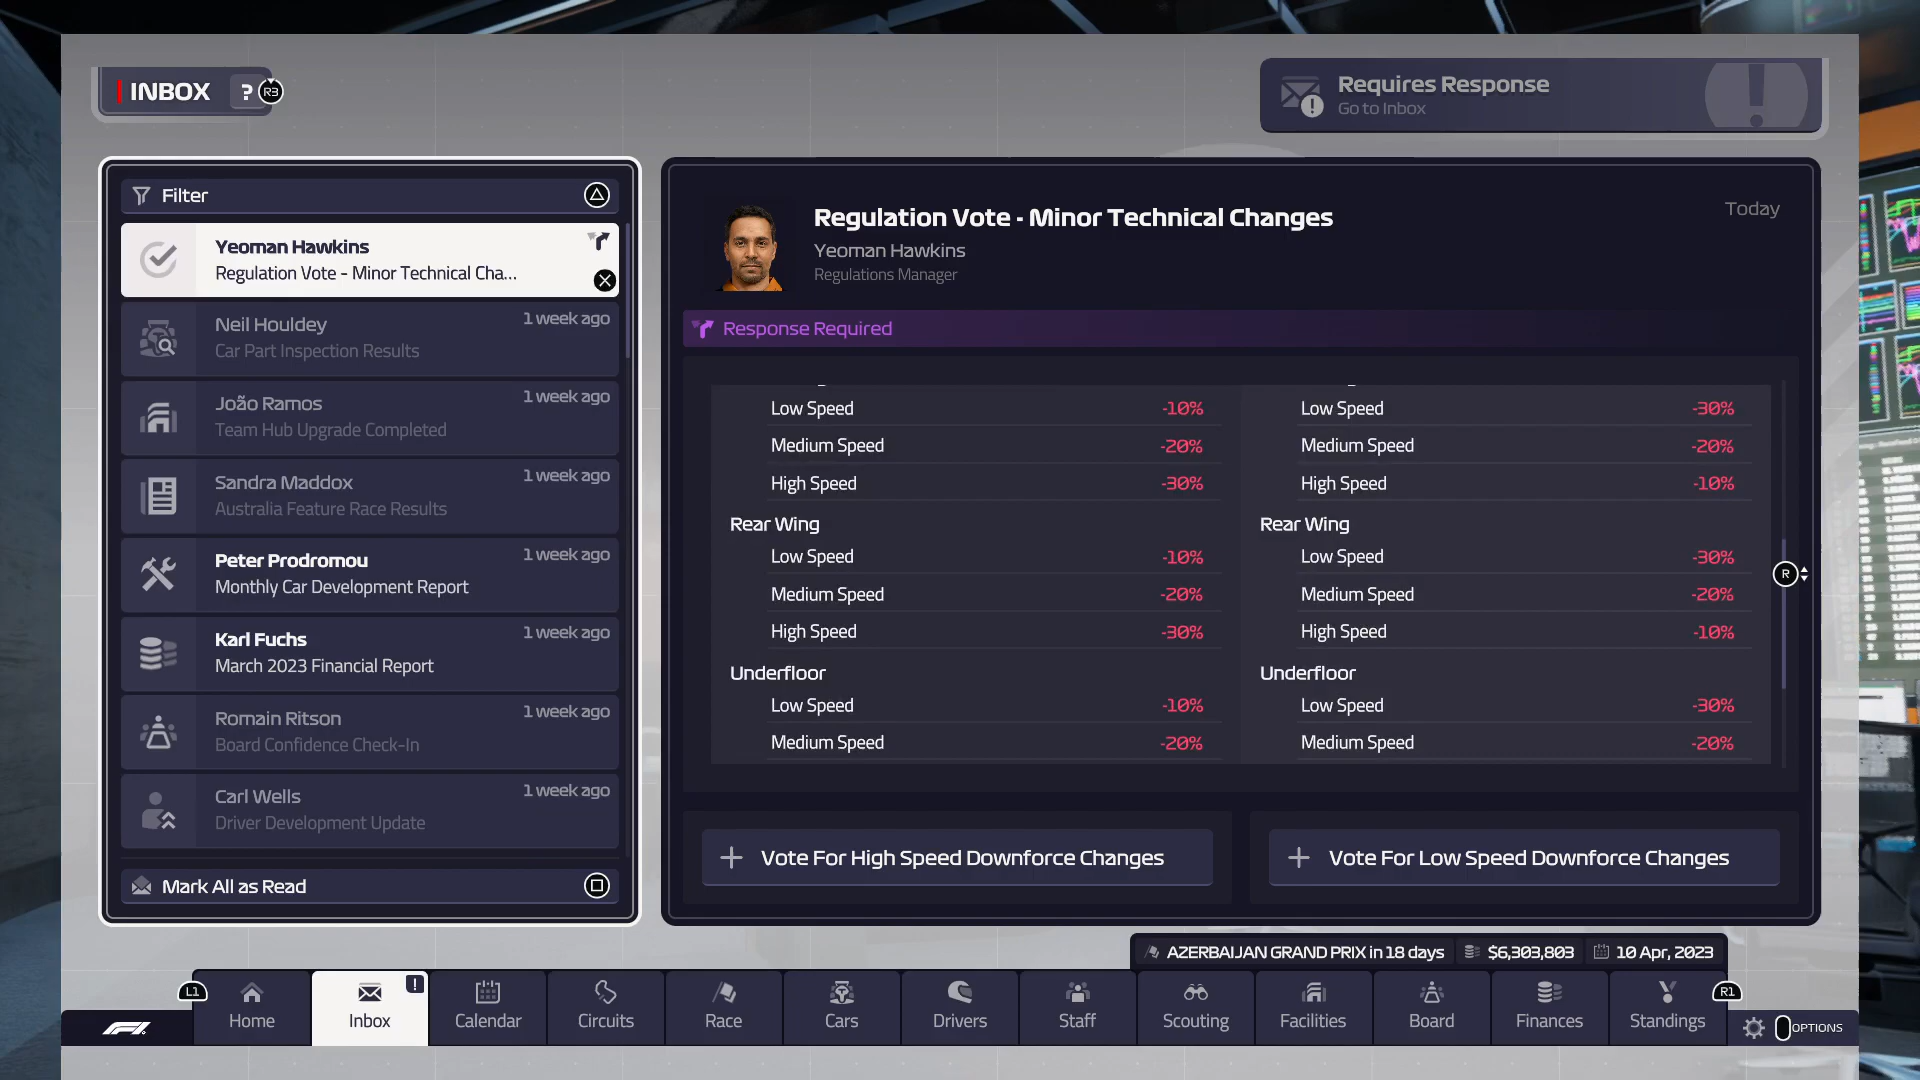 INBOX
?
R3
Requires Response
Go to Inbox
Filter
Yeoman Hawkins
Regulation Vote - Minor Technical Cha...
Neil Houldey
1 week ago
Car Part Inspection Results
João Ramos
1 week ago
Team Hub Upgrade Completed
Sandra Maddox
1 week ago
Australia Feature Race Results
Peter Prodromou
1 week ago
Monthly Car Development Report
Karl Fuchs
1 week ago
March 2023 Financial Report
Romain Ritson
1 week ago
Board Confidence Check-In
Carl Wells
1 week ago
Driver Development Update
Mark All as Read
Regulation Vote - Minor Technical Changes
Today
Yeoman Hawkins
Regulations Manager
Response Required
Low Speed -10%
Medium Speed -20%
High Speed -30%
Rear Wing
Low Speed -10%
Medium Speed -20%
High Speed -30%
Underfloor
Low Speed -10%
Medium Speed -20%
Low Speed -30%
Medium Speed -20%
High Speed -10%
Rear Wing
Low Speed -30%
Medium Speed -20%
High Speed -10%
Underfloor
Low Speed -30%
Medium Speed -20%
R
Vote For High Speed Downforce Changes
Vote For Low Speed Downforce Changes
AZERBAIJAN GRAND PRIX in 18 days
$6,303,803
10 Apr, 2023
F1
L1
Home
Inbox
!
Calendar
Circuits
Race
Cars
Drivers
Staff
Scouting
Facilities
Board
Finances
Standings
R1
OPTIONS